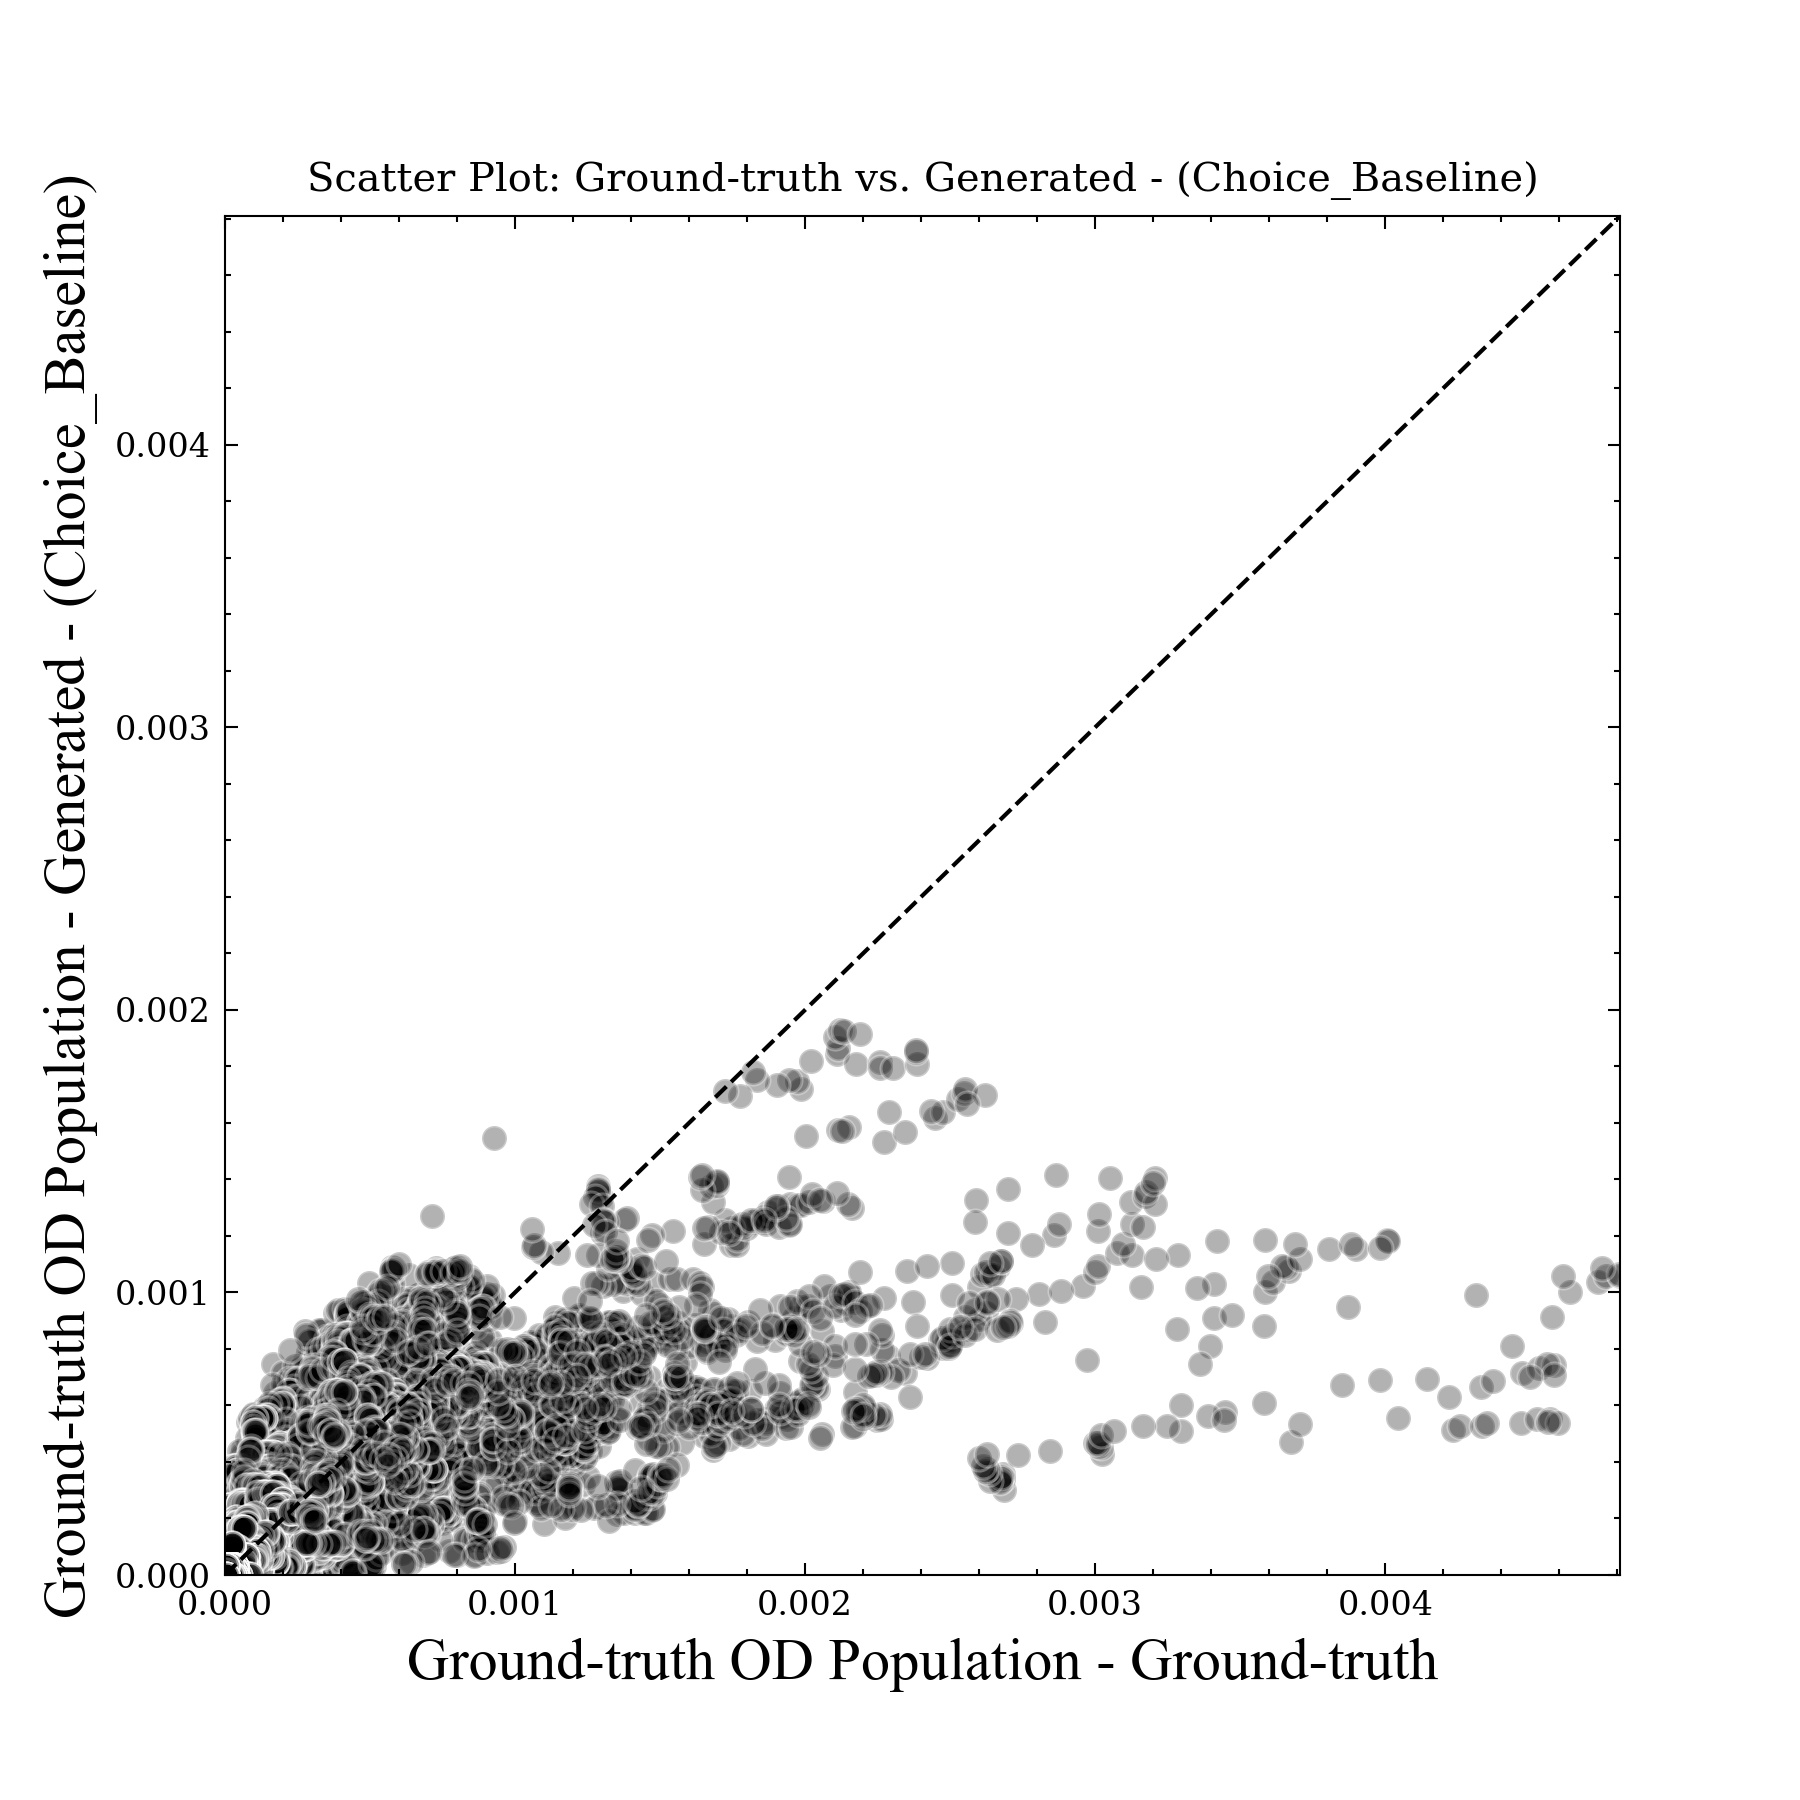 Scatter Plot: Ground-truth vs. Generated - (Choice_Baseline)
Ground-truth OD Population - Generated - (Choice_Baseline)
0.004
0.003
0.002
0.001
0.000
0.000 0.001 0.002 0.003 0.004
Ground-truth OD Population - Ground-truth